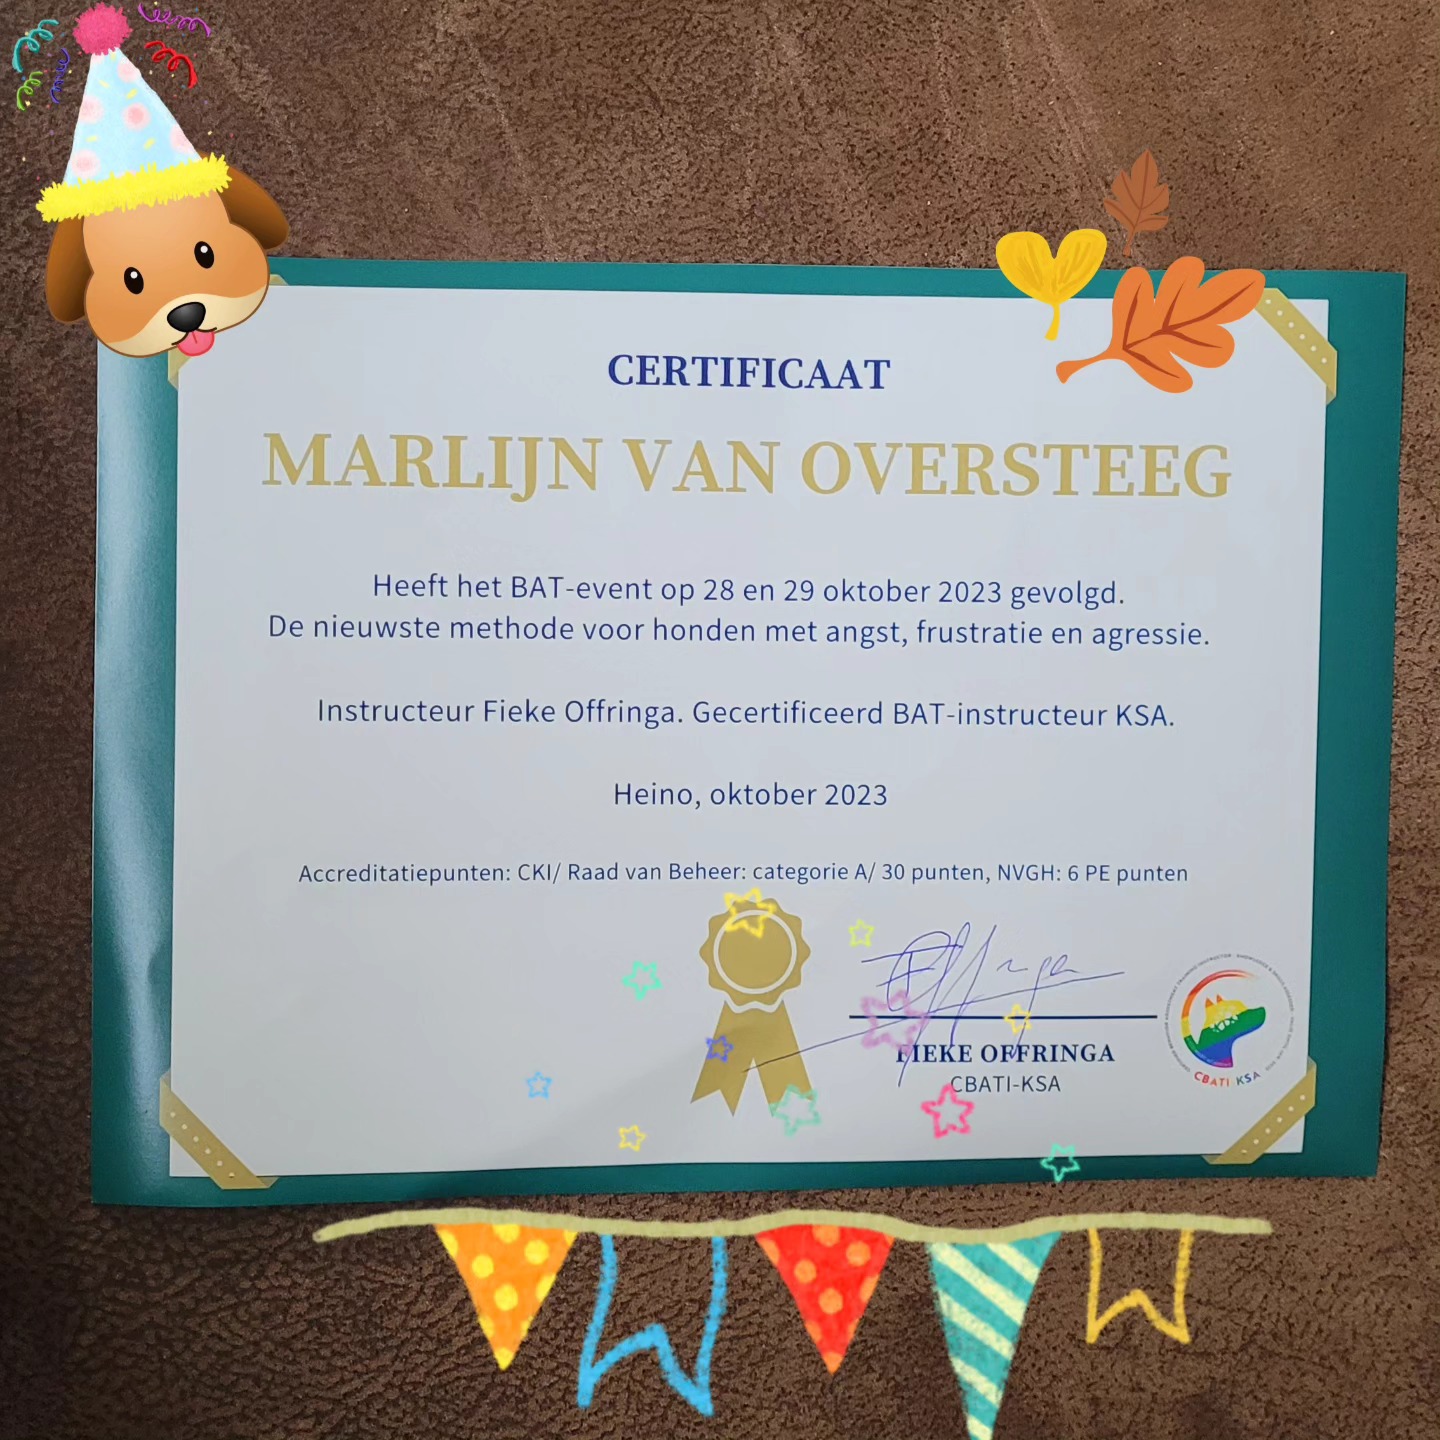 CERTIFICAAT
MARLIJN VAN OVERSTEEG
Heeft het BAT-event op 28 en 29 oktober 2023 gevolgd.
De nieuwste methode voor honden met angst, frustratie en agressie.
Instructeur Fieke Offringa. Gecertificeerd BAT-instructeur KSA.
Heino, oktober 2023
Accreditatiepunten: CKI/ Raad van Beheer: categorie A/ 30 punten, NVGH: 6 PE punten
FIEKE OFFRINGA
CBATI-KSA
CBATI KSA